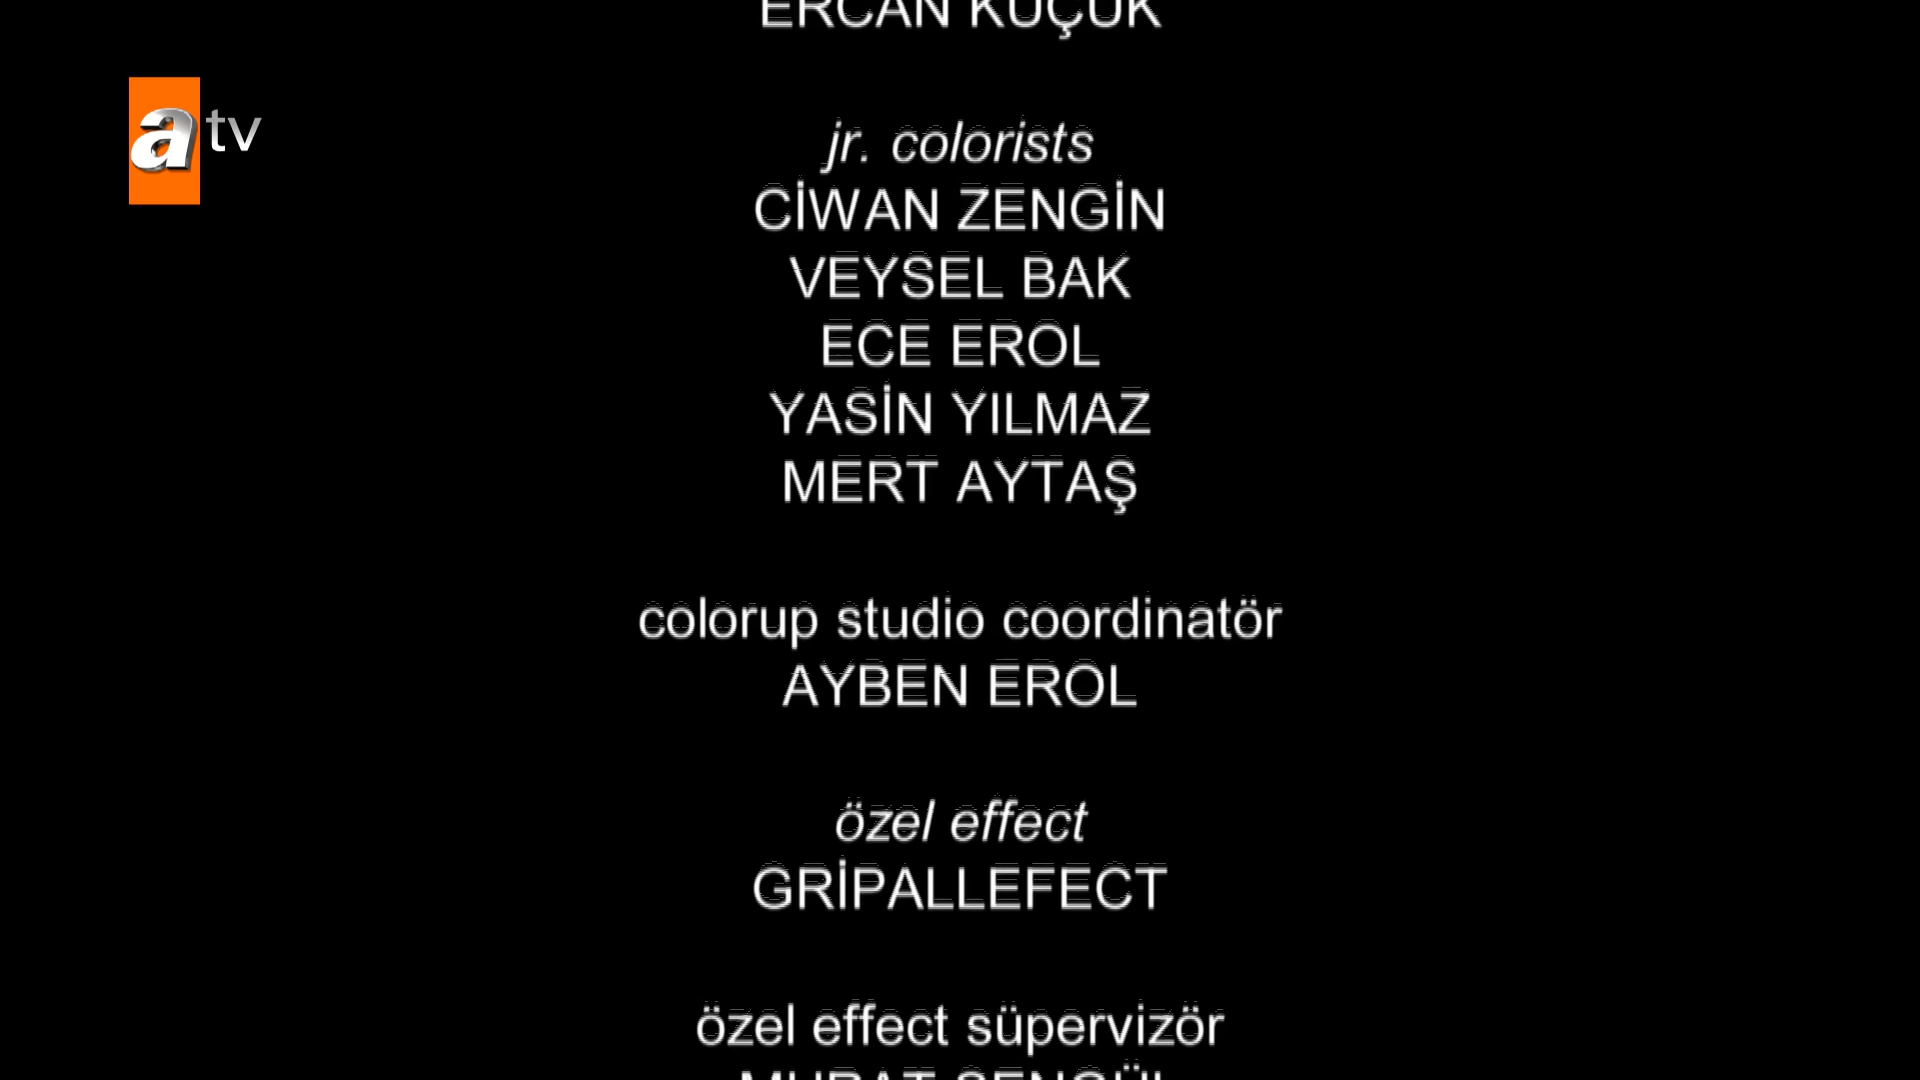 ERCAN KÜÇÜK
atv
jr. colorists
CİWAN ZENGİN
VEYSEL BAK
ECE EROL
YASİN YILMAZ
MERT AYTAŞ
colorup studio coordinatör
AYBEN EROL
özel effect
GRİPALLEFECT
özel effect süpervizör